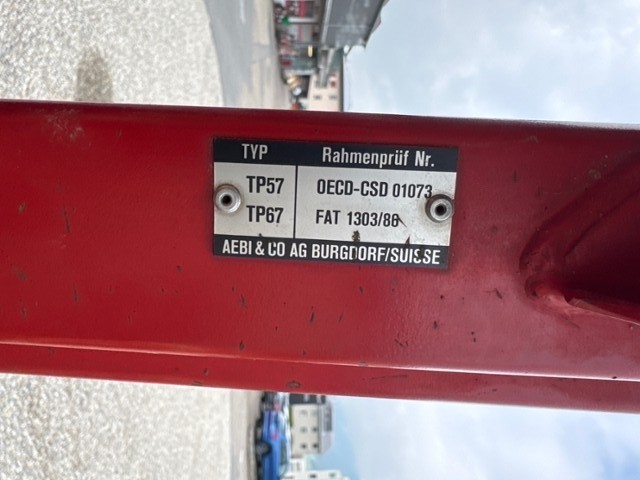 TYP Rahmenprüf Nr.
TP57 OECD-CSD 01073
TP67 FAT 1303/86
AEBI & CO AG BURGDORF/SUISSE